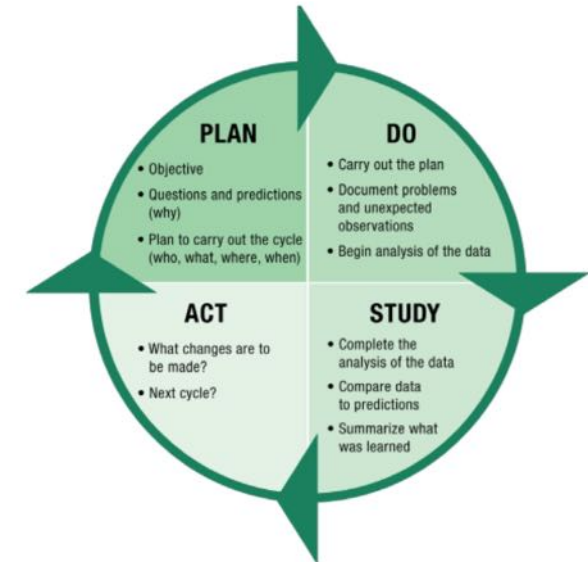 PLAN
• Objective
• Questions and predictions
(why)
• Plan to carry out the cycle
(who, what, where, when)
DO
• Carry out the plan
• Document problems
and unexpected
observations
• Begin analysis of the data
ACT
• What changes are to
be made?
• Next cycle?
STUDY
• Complete the
analysis of the data
• Compare data
to predictions
• Summarize what
was learned